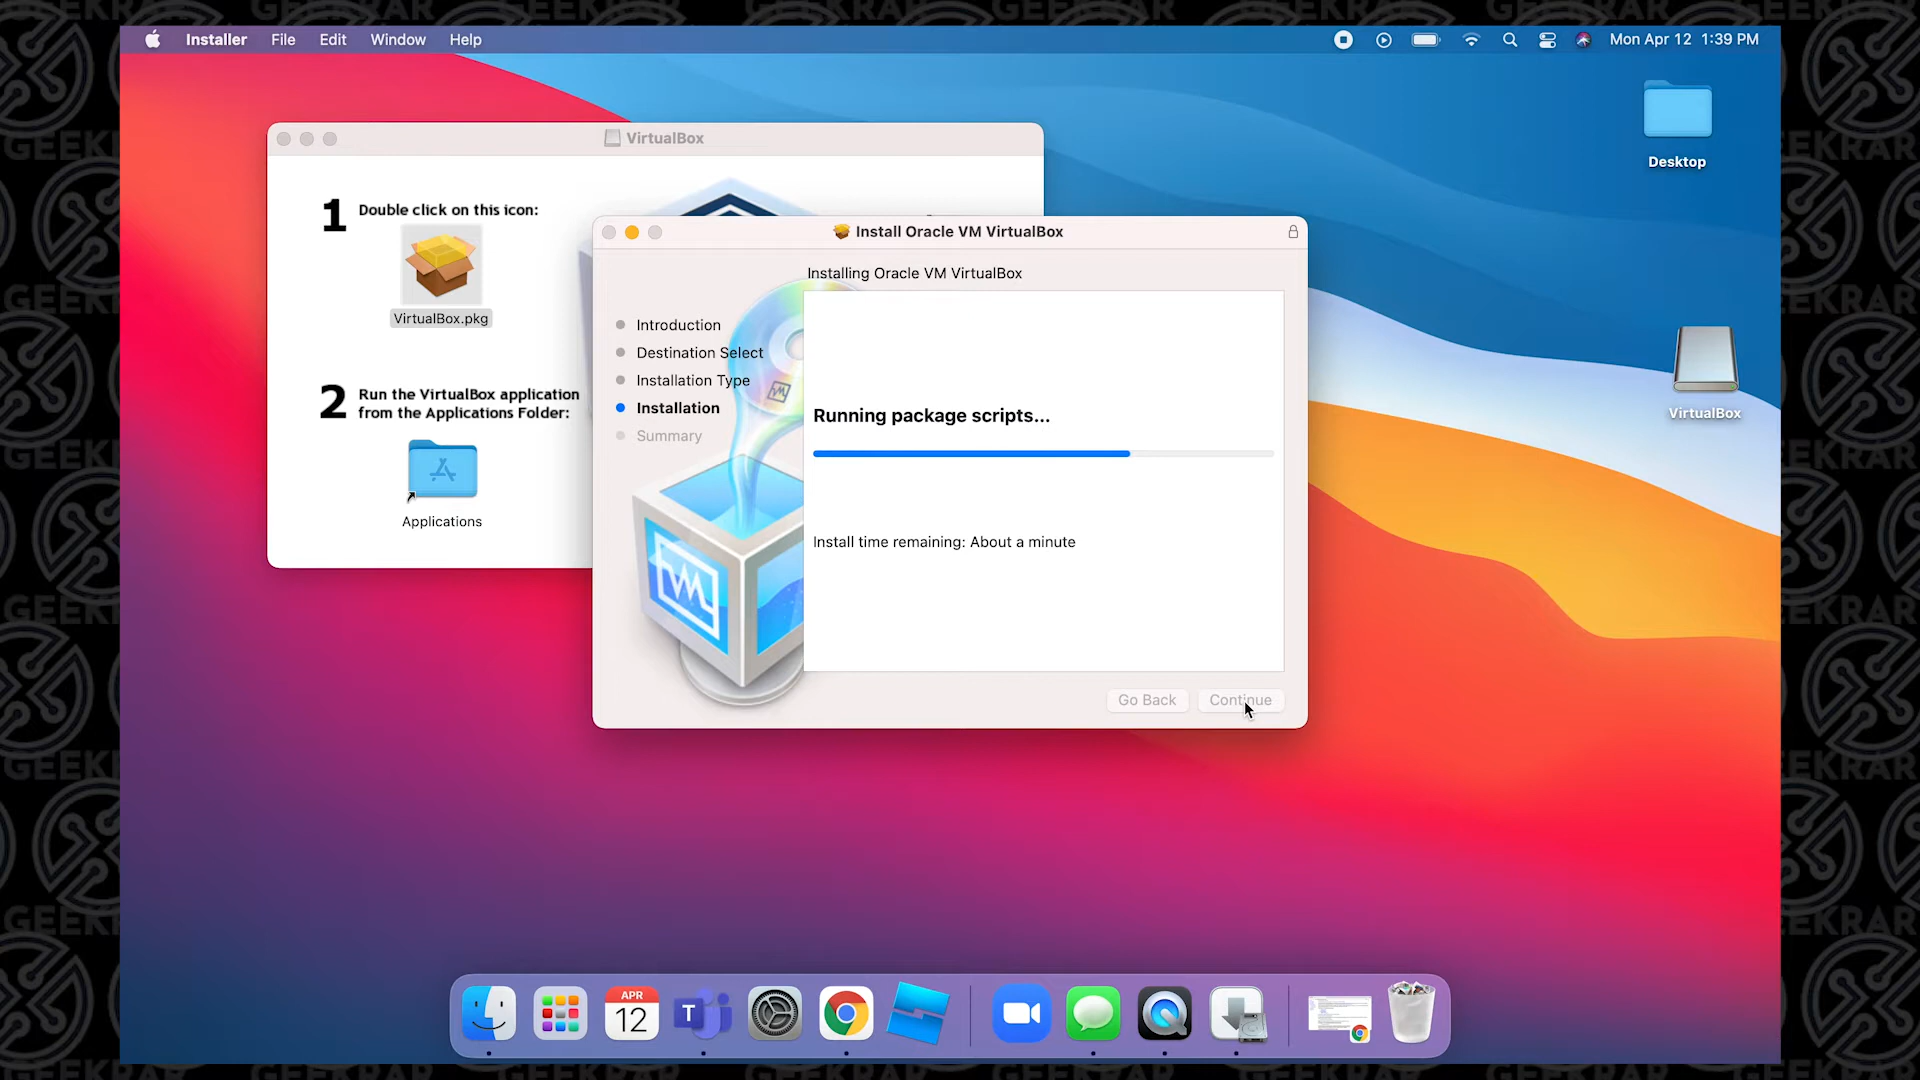 Installer File Edit Window Help
Mon Apr 12 1:39 PM
Desktop
VirtualBox
VirtualBox
1 Double click on this icon:
VirtualBox.pkg
2 Run the VirtualBox application
from the Applications Folder:
Applications
Install Oracle VM VirtualBox
Installing Oracle VM VirtualBox
Introduction
Destination Select
Installation Type
Installation
Summary
Running package scripts...
Install time remaining: About a minute
Go Back
Continue
APR
12
T
GEEKRAR